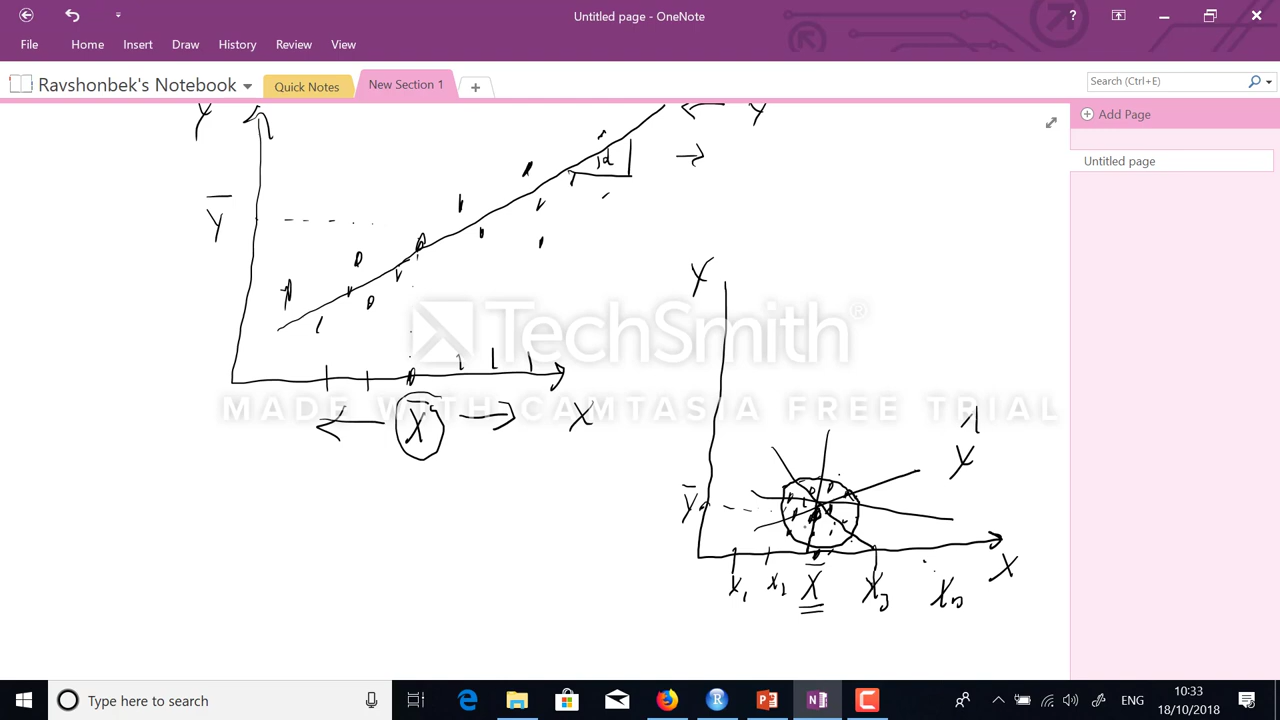 Untitled page - OneNote
File Home Insert Draw History Review View
Ravshonbek's Notebook Quick Notes New Section 1
Search (Ctrl+E)
Add Page
Untitled page
y
y
d
y
X
X
TechSmith®
MADE WITH CAMTASIA FREE TRIAL
y
y
y
X
x1 x2 X x3 xn
Type here to search
ENG
10:33
18/10/2018